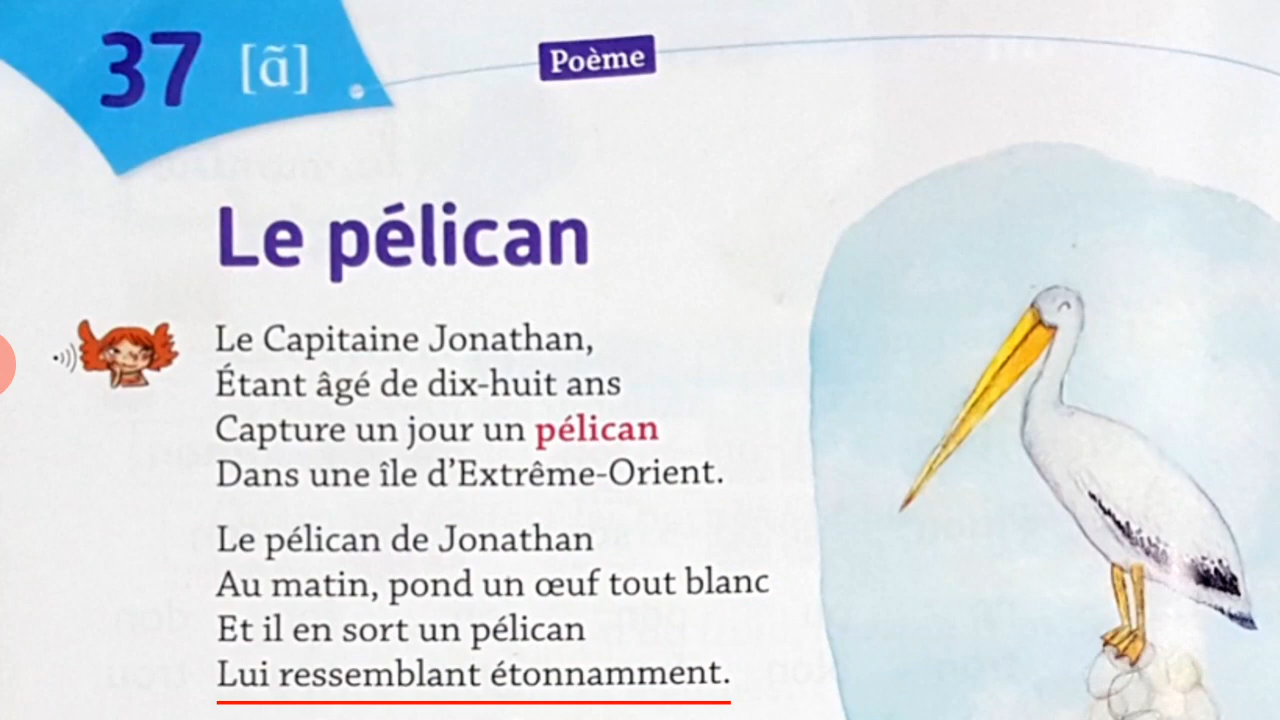 37 [ɑ̃]
Poème
Le pélican
Le Capitaine Jonathan,
Étant âgé de dix-huit ans
Capture un jour un pélican
Dans une île d'Extrême-Orient.
Le pélican de Jonathan
Au matin, pond un œuf tout blanc
Et il en sort un pélican
Lui ressemblant étonnamment.